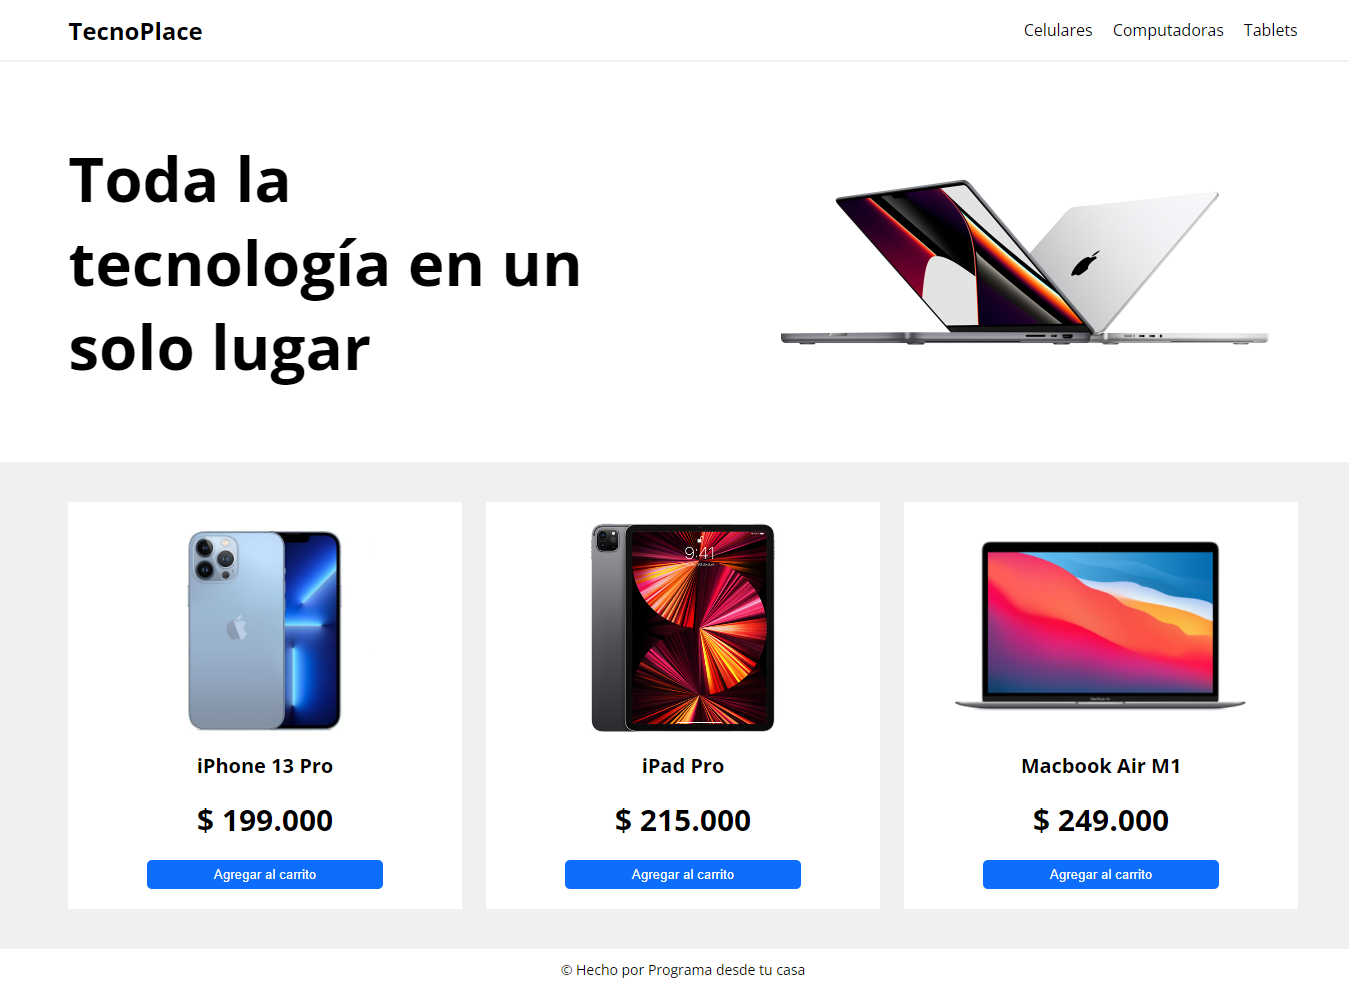 TecnoPlace
Celulares Computadoras Tablets
Toda la
tecnología en un
solo lugar
9:41
iPhone 13 Pro
iPad Pro
Macbook Air M1
$ 199.000
$ 215.000
$ 249.000
Agregar al carrito
Agregar al carrito
Agregar al carrito
© Hecho por Programa desde tu casa